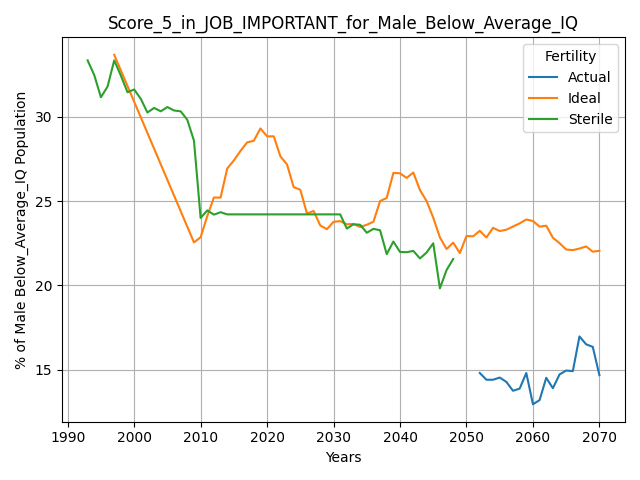 Score_5_in_JOB_IMPORTANT_for_Male_Below_Average_IQ
% of Male Below_Average_IQ Population
30
25
20
15
Fertility
Actual
Ideal
Sterile
1990 2000 2010 2020 2030 2040 2050 2060 2070
Years